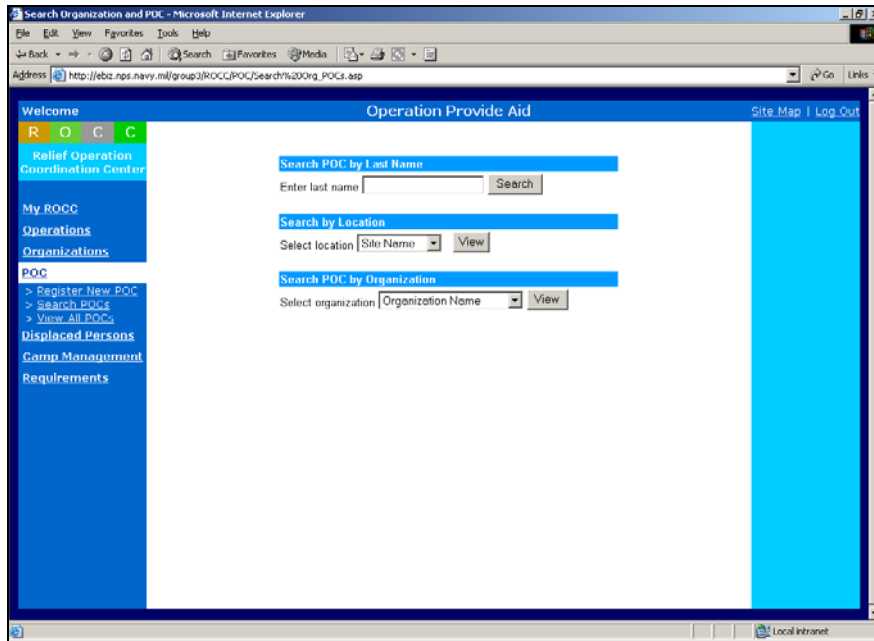 Search Organization and POC - Microsoft Internet Explorer
File Edit View Favorites Tools Help
Back Search Favorites Media
Address http://ebiz.nps.navy.mil/group3/ROCC/POC/Search%20Org_POCs.asp Go Links
Welcome Operation Provide Aid Site Map | Log Out
R O C C
Relief Operation
Coordination Center
Search POC by Last Name
Enter last name Search
My ROCC
Search by Location
Operations
Select location Site Name View
Organizations
POC
Search POC by Organization
> Register New POC
Select organization Organization Name View
> Search POCs
> View All POCs
Displaced Persons
Camp Management
Requirements
Local intranet